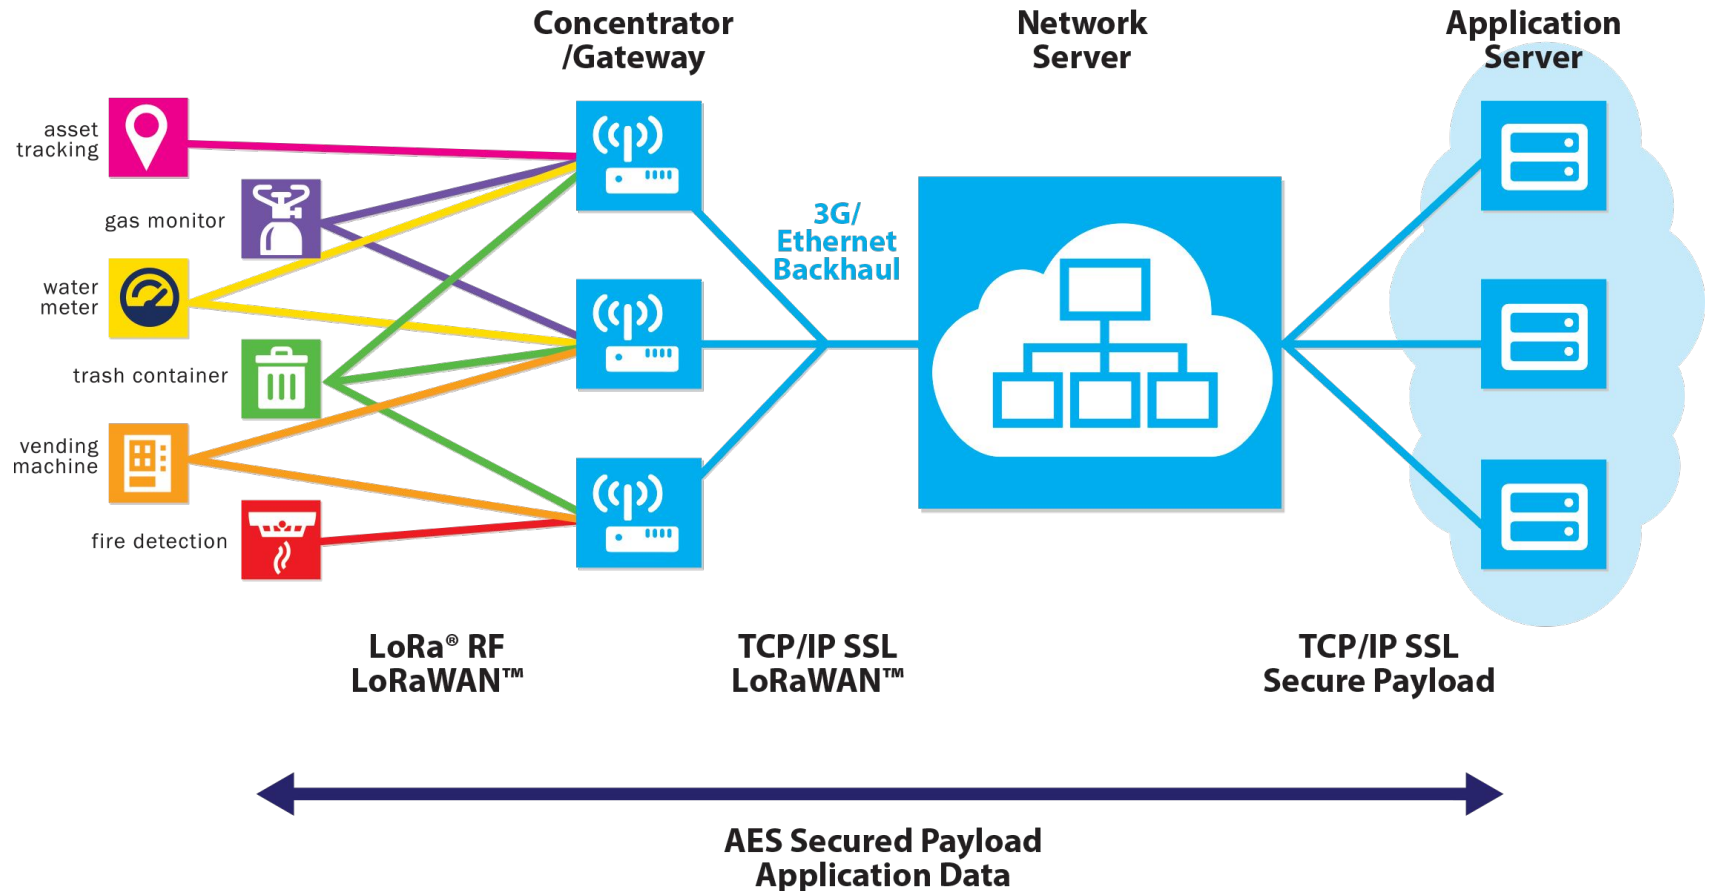 Concentrator
/Gateway
Network
Server
Application
Server
asset
tracking
gas monitor
water
meter
trash container
vending
machine
fire detection
3G/
Ethernet
Backhaul
LoRa® RF
LoRaWAN™
TCP/IP SSL
LoRaWAN™
TCP/IP SSL
Secure Payload
AES Secured Payload
Application Data